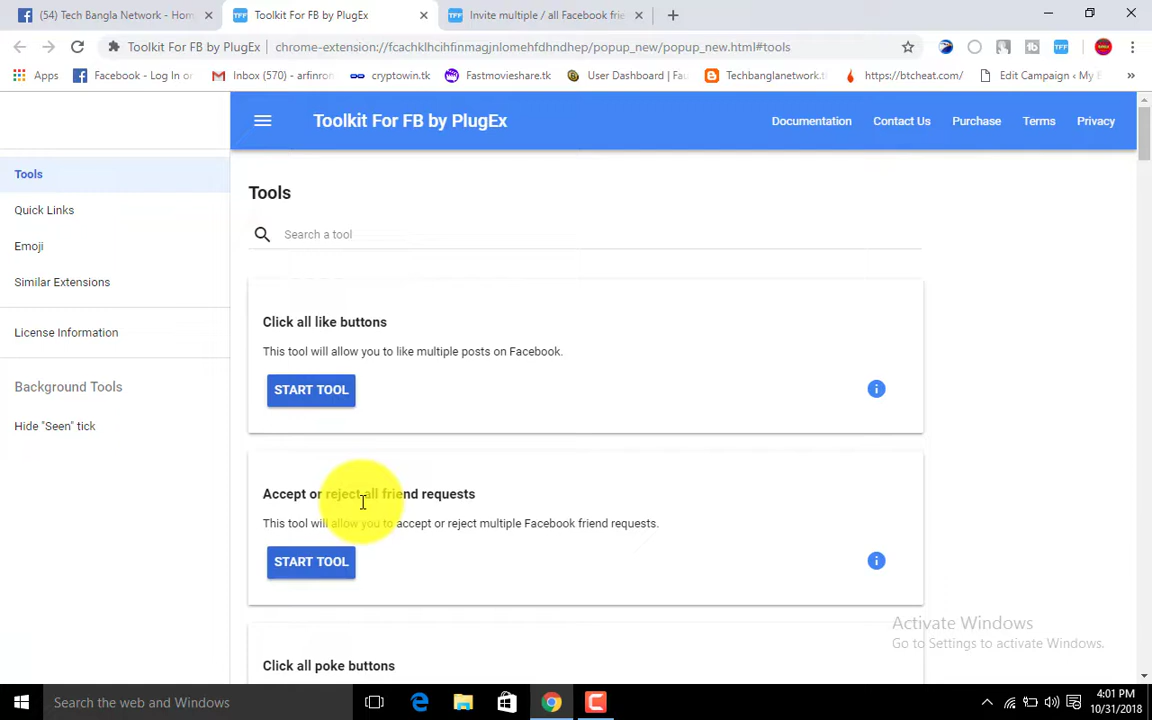 (54) Tech Bangla Network - Hom
Toolkit For FB by PlugEx
Invite multiple / all Facebook frie
Toolkit For FB by PlugEx
chrome-extension://fcachklhcihfinmagjnlomehfdhndhep/popup_new/popup_new.html#tools
Apps
Facebook - Log In or
Inbox (570) - arfinron
cryptowin.tk
Fastmovieshare.tk
User Dashboard | Fau
Techbanglanetwork.t
https://btcheat.com/
Edit Campaign ‹ My B
»
Toolkit For FB by PlugEx
Documentation
Contact Us
Purchase
Terms
Privacy
Tools
Quick Links
Emoji
Similar Extensions
License Information
Background Tools
Hide "Seen" tick
Tools
Search a tool
Click all like buttons
This tool will allow you to like multiple posts on Facebook.
START TOOL
Accept or reject all friend requests
This tool will allow you to accept or reject multiple Facebook friend requests.
START TOOL
Click all poke buttons
Activate Windows
Go to Settings to activate Windows.
Search the web and Windows
4:01 PM
10/31/2018